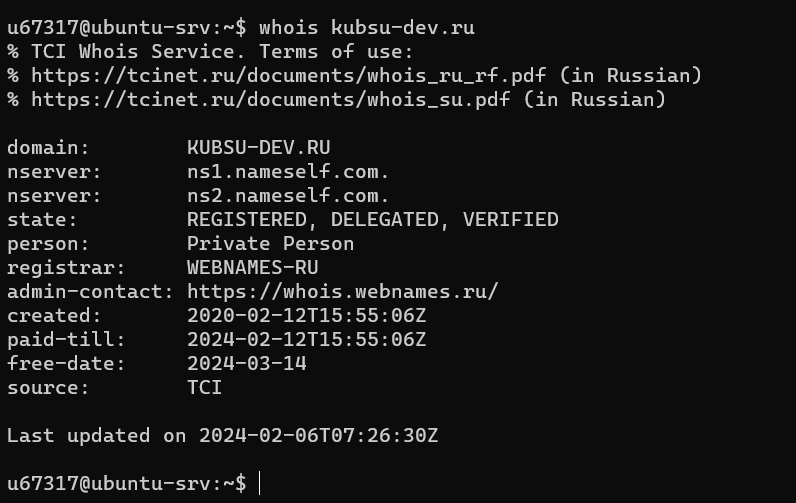 u67317@ubuntu-srv:~$ whois kubsu-dev.ru
% TCI Whois Service. Terms of use:
% https://tcinet.ru/documents/whois_ru_rf.pdf (in Russian)
% https://tcinet.ru/documents/whois_su.pdf (in Russian)

domain:        KUBSU-DEV.RU
nserver:       ns1.nameself.com.
nserver:       ns2.nameself.com.
state:         REGISTERED, DELEGATED, VERIFIED
person:        Private Person
registrar:     WEBNAMES-RU
admin-contact: https://whois.webnames.ru/
created:       2020-02-12T15:55:06Z
paid-till:     2024-02-12T15:55:06Z
free-date:     2024-03-14
source:        TCI

Last updated on 2024-02-06T07:26:30Z

u67317@ubuntu-srv:~$